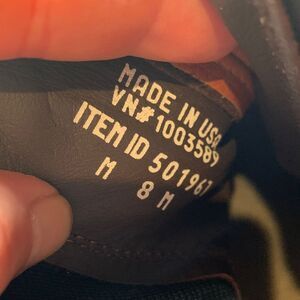 MADE IN USA
VN#1003589
ITEM ID 501967
M 8 M